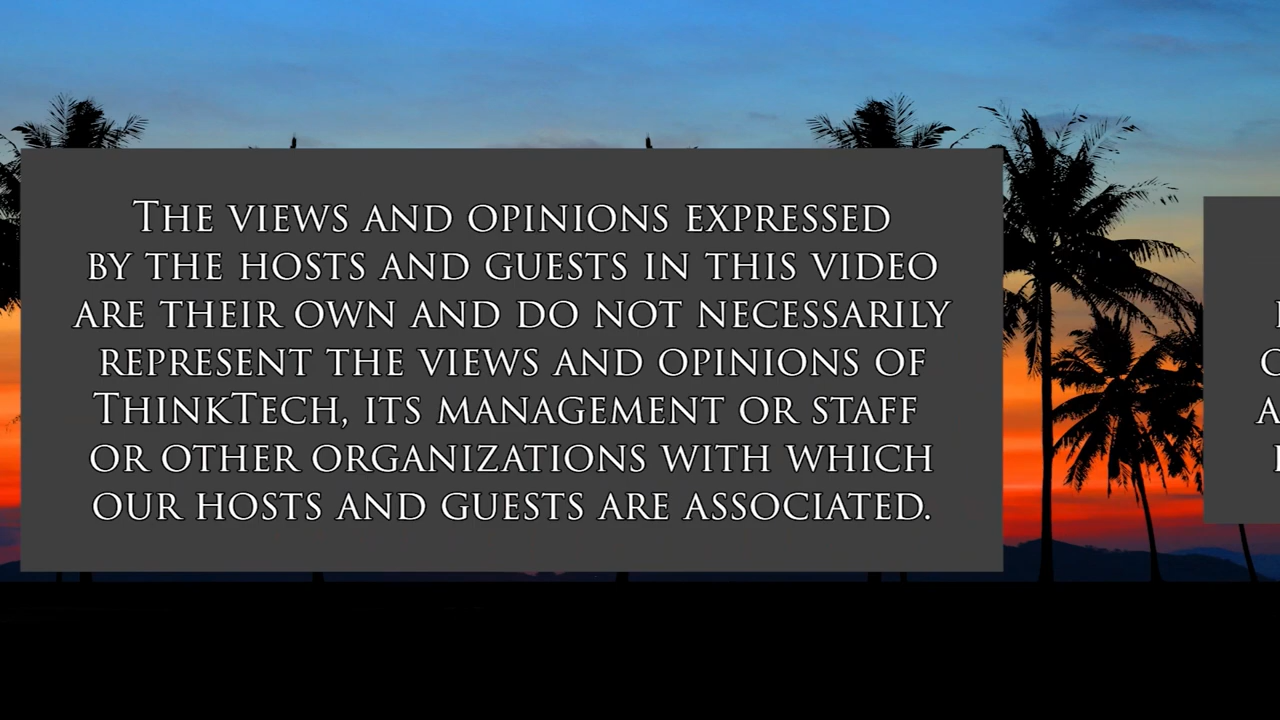 The views and opinions expressed
by the hosts and guests in this video
are their own and do not necessarily
represent the views and opinions of
ThinkTech, its management or staff
or other organizations with which
our hosts and guests are associated.